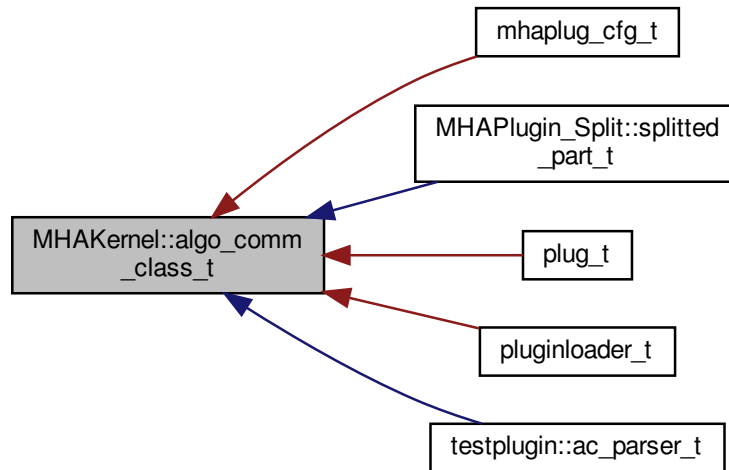 mhaplug_cfg_t
MHAPlugin_Split::splitted
_part_t
MHAKernel::algo_comm
_class_t
plug_t
pluginloader_t
testplugin::ac_parser_t